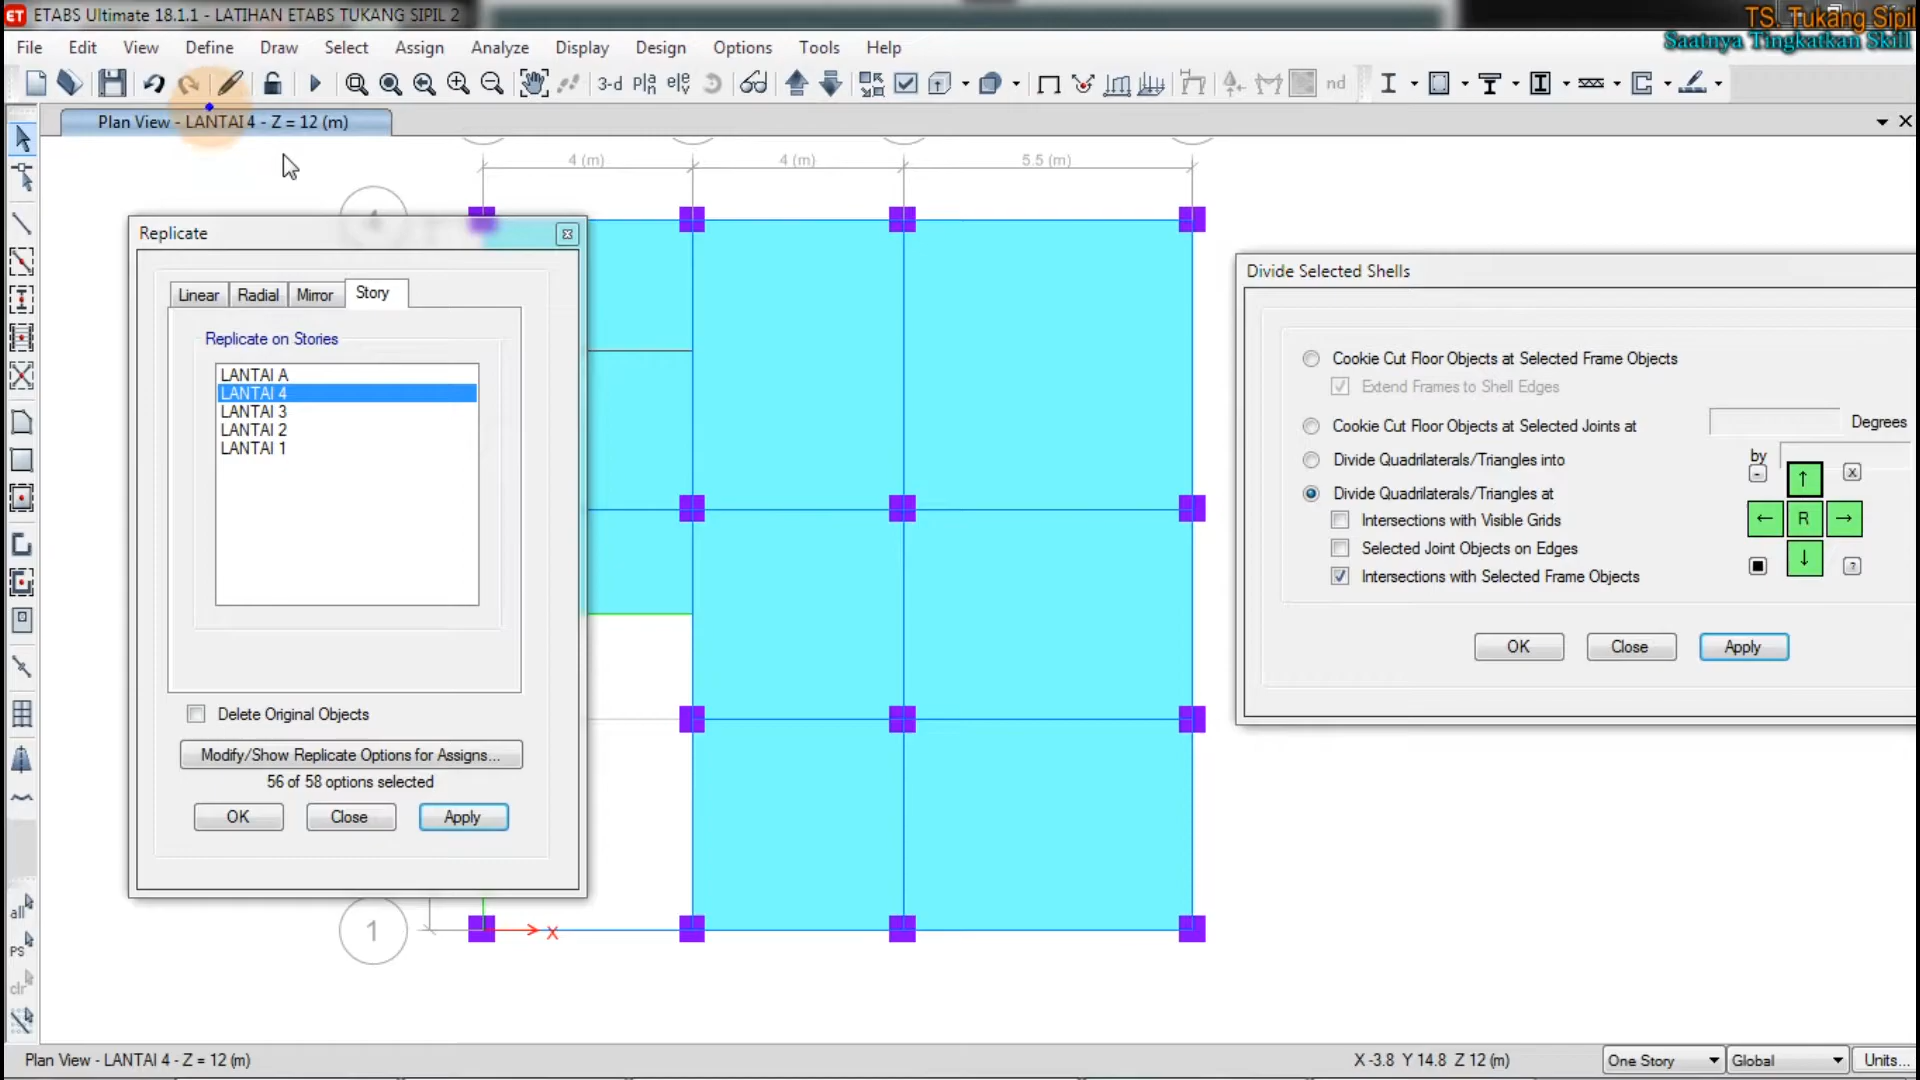 ETABS Ultimate 18.1.1 - LATIHAN ETABS TUKANG SIPIL 2
TS. Tukang Sipil
Saatnya Tingkatkan Skill
File Edit View Define Draw Select Assign Analyze Display Design Options Tools Help
3-d
nd
Plan View - LANTAI 4 - Z = 12 (m)
4 (m) 4 (m) 5.5 (m)
4
Replicate
Linear Radial Mirror Story
Replicate on Stories
LANTAI A
LANTAI 4
LANTAI 3
LANTAI 2
LANTAI 1
Delete Original Objects
Modify/Show Replicate Options for Assigns...
56 of 58 options selected
OK Close Apply
Divide Selected Shells
Cookie Cut Floor Objects at Selected Frame Objects
Extend Frames to Shell Edges
Cookie Cut Floor Objects at Selected Joints at Degrees
Divide Quadrilaterals/Triangles into by
Divide Quadrilaterals/Triangles at
Intersections with Visible Grids
Selected Joint Objects on Edges
Intersections with Selected Frame Objects
R
OK Close Apply
1
X
all
PS
clr
Plan View - LANTAI 4 - Z = 12 (m)
X -3.8 Y 14.8 Z 12 (m)
One Story Global Units...